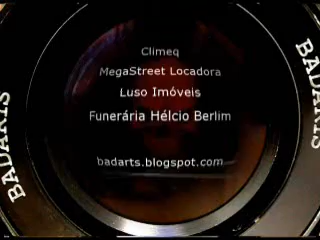 Climeq
MegaStreet Locadora
Luso Imóveis
Funerária Hélcio Berlim
badarts.blogspot.com
BADARTS
BADARTS